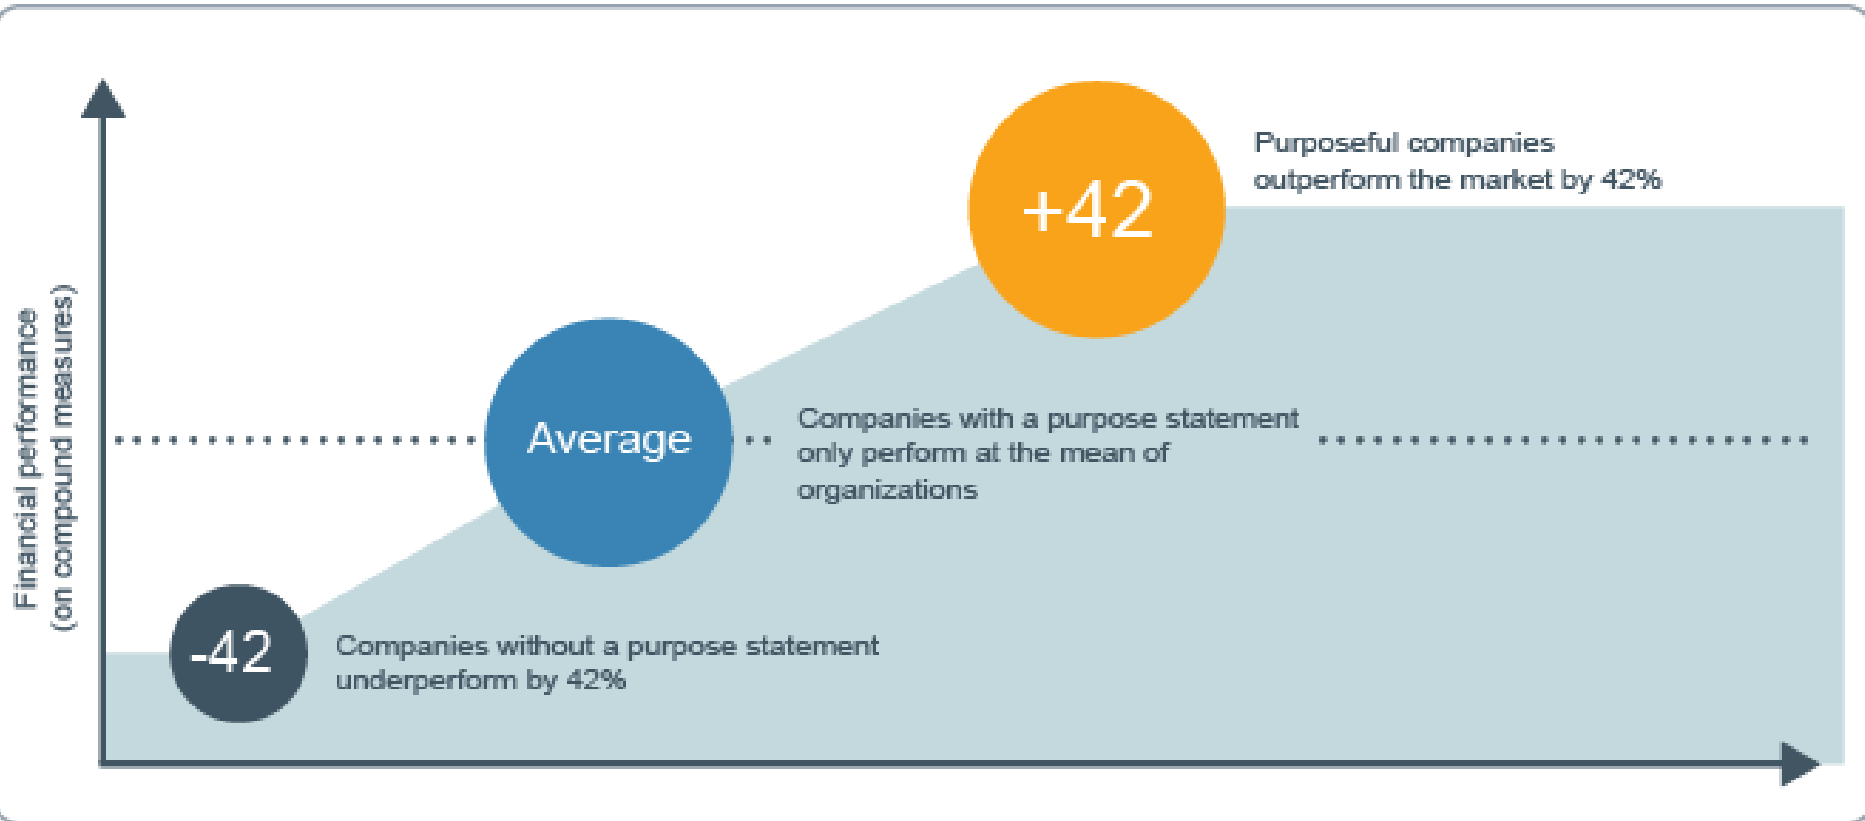 Financial performance
(on compound measures)
+42
Purposeful companies
outperform the market by 42%
Average
Companies with a purpose statement
only perform at the mean of
organizations
-42
Companies without a purpose statement
underperform by 42%